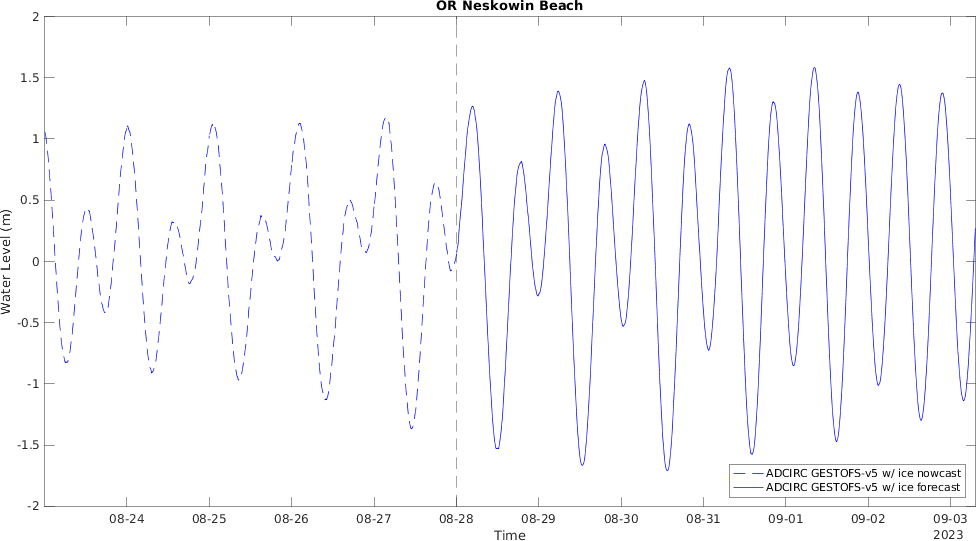 OR Neskowin Beach
2
1.5
1
0.5
0
-0.5
-1
-1.5
-2
Water Level (m)
08-24 08-25 08-26 08-27 08-28 08-29 08-30 08-31 09-01 09-02 09-03
2023
Time
ADCIRC GESTOFS-v5 w/ ice nowcast
ADCIRC GESTOFS-v5 w/ ice forecast